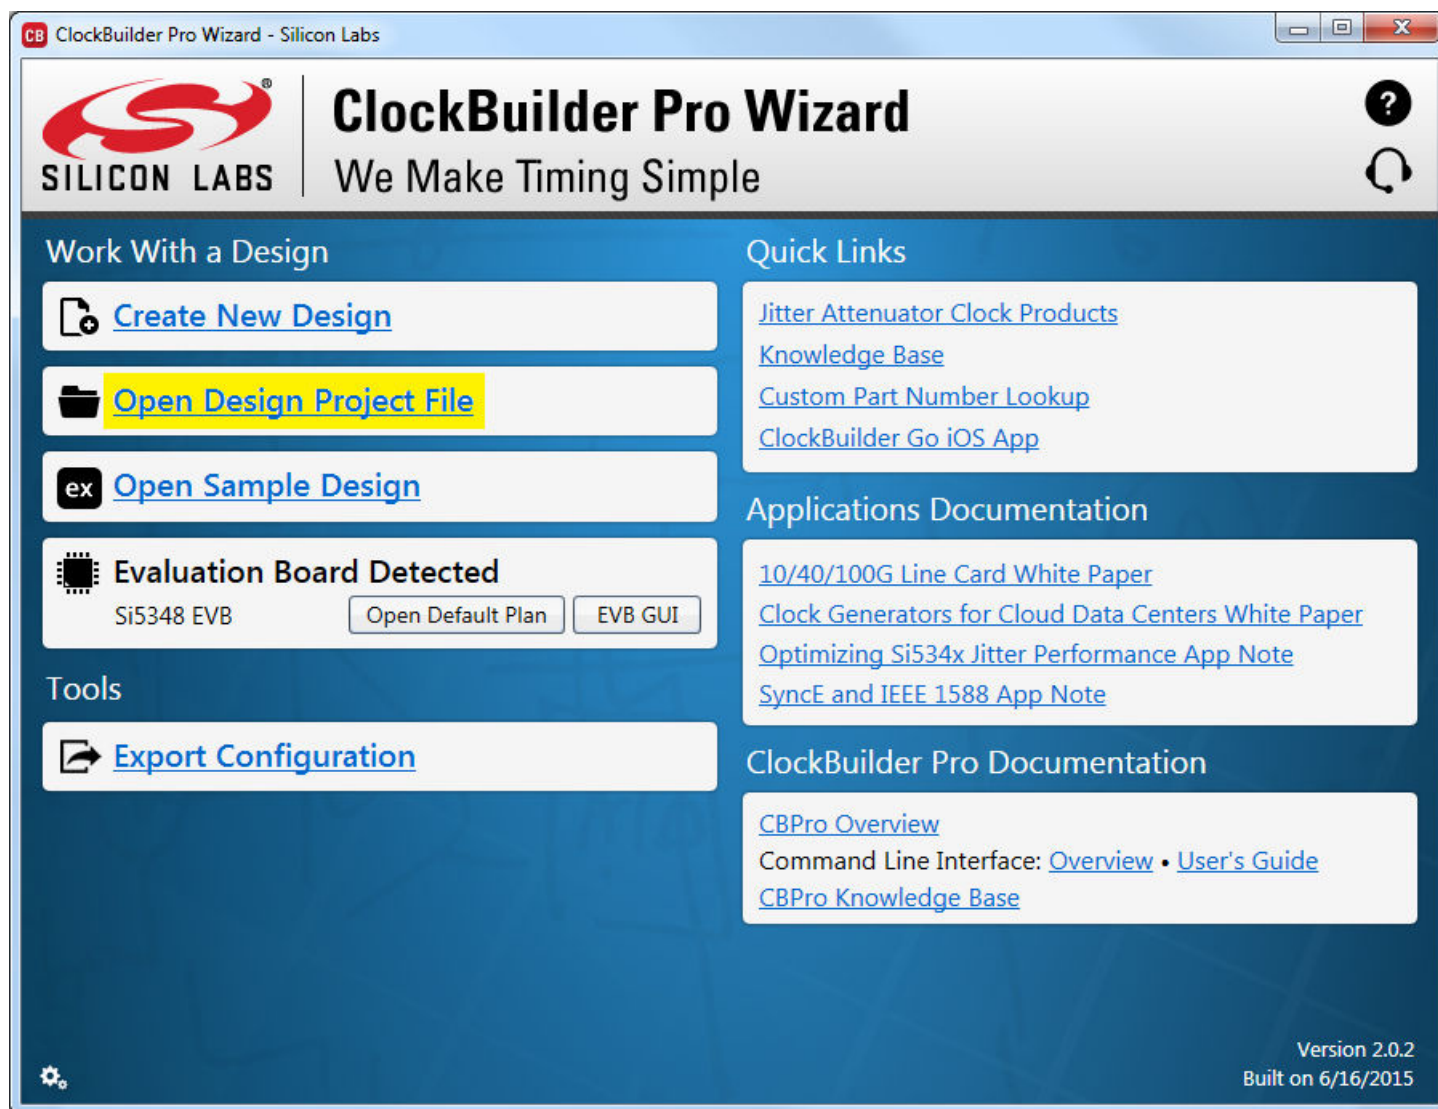 CB ClockBuilder Pro Wizard - Silicon Labs
SILICON LABS
®
ClockBuilder Pro Wizard
We Make Timing Simple
?
Work With a Design
Create New Design
Open Design Project File
ex Open Sample Design
Evaluation Board Detected
Si5348 EVB Open Default Plan EVB GUI
Tools
Export Configuration
Quick Links
Jitter Attenuator Clock Products
Knowledge Base
Custom Part Number Lookup
ClockBuilder Go iOS App
Applications Documentation
10/40/100G Line Card White Paper
Clock Generators for Cloud Data Centers White Paper
Optimizing Si534x Jitter Performance App Note
SyncE and IEEE 1588 App Note
ClockBuilder Pro Documentation
CBPro Overview
Command Line Interface: Overview • User's Guide
CBPro Knowledge Base
Version 2.0.2
Built on 6/16/2015